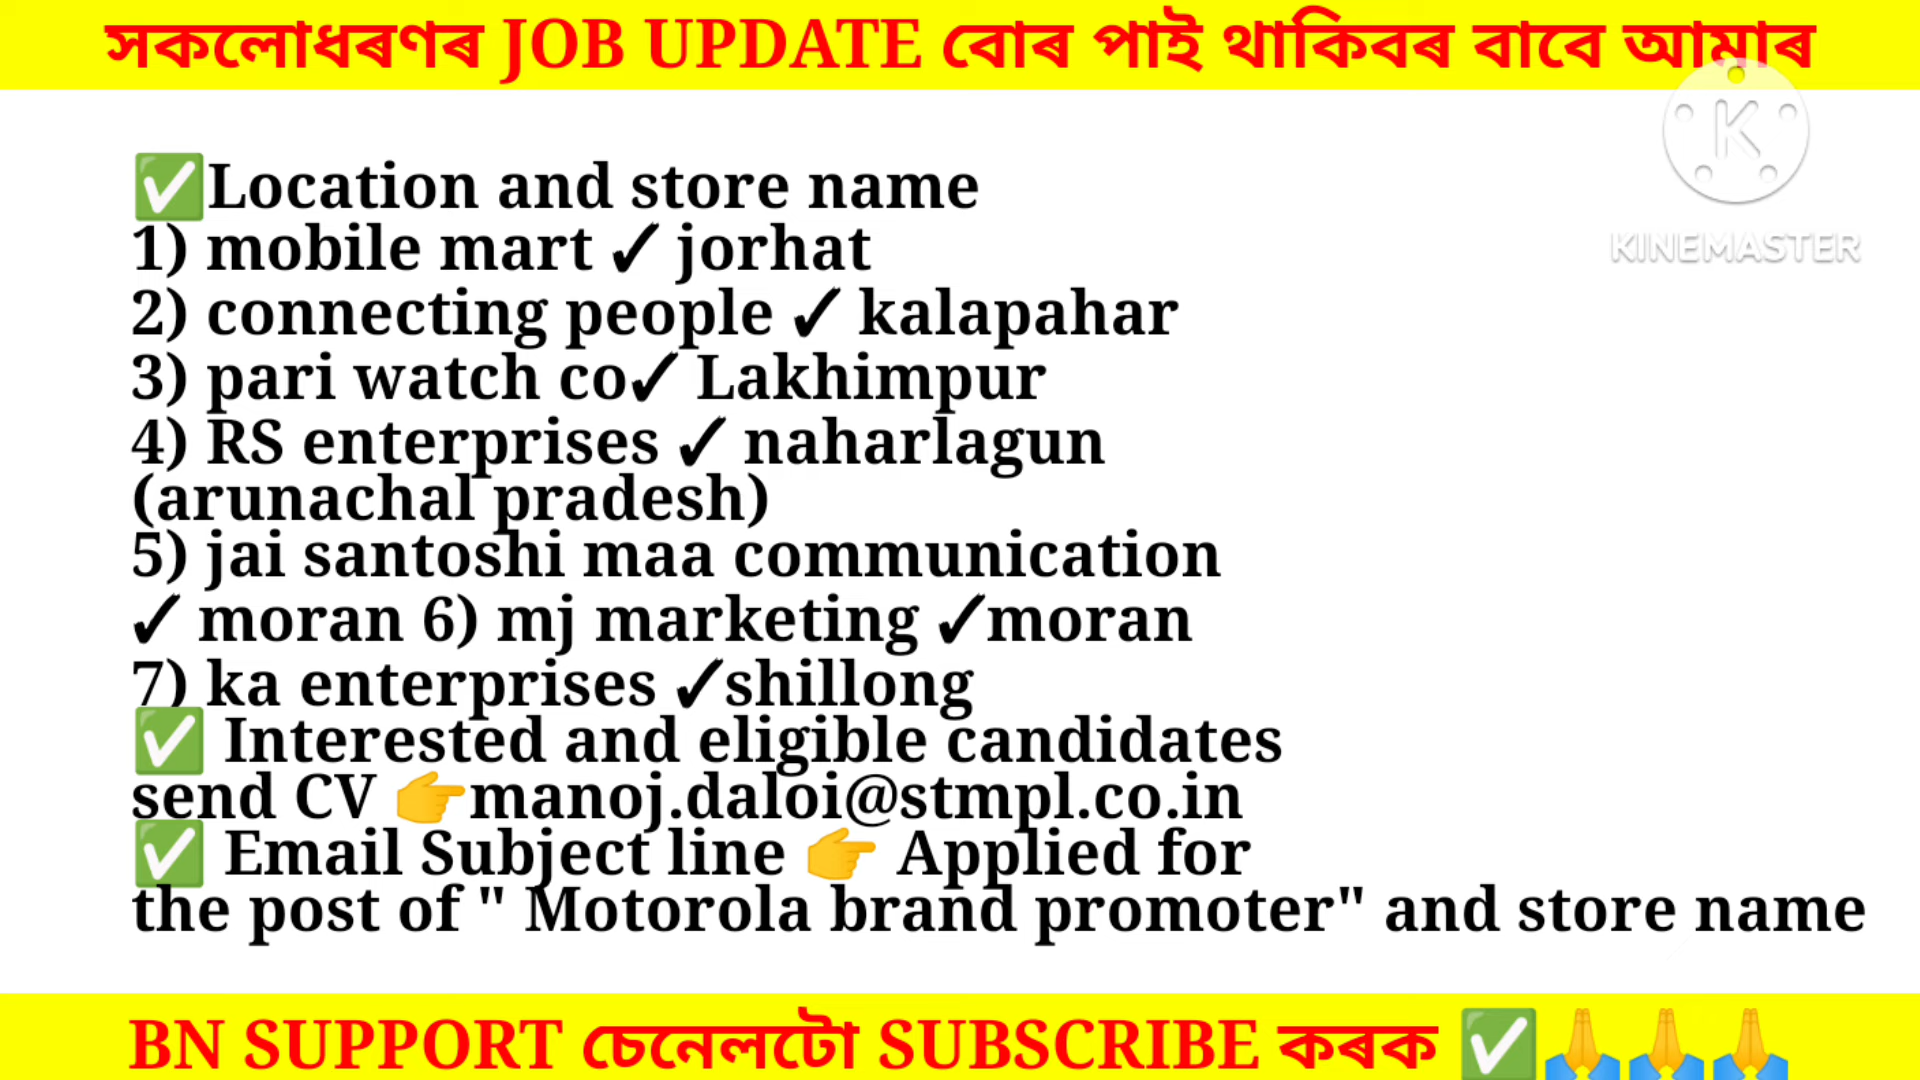 সকলোধৰণৰ JOB UPDATE বোৰ পাই থাকিবৰ বাবে আমাৰ
KINEMASTER
✅Location and store name
1) mobile mart ✓ jorhat
2) connecting people ✓ kalapahar
3) pari watch co✓ Lakhimpur
4) RS enterprises ✓ naharlagun
(arunachal pradesh)
5) jai santoshi maa communication
✓ moran 6) mj marketing ✓moran
7) ka enterprises ✓shillong
✅ Interested and eligible candidates
send CV 👉manoj.daloi@stmpl.co.in
✅ Email Subject line 👉 Applied for
the post of " Motorola brand promoter" and store name
BN SUPPORT চেনেলটো SUBSCRIBE কৰক ✅🙏🙏🙏